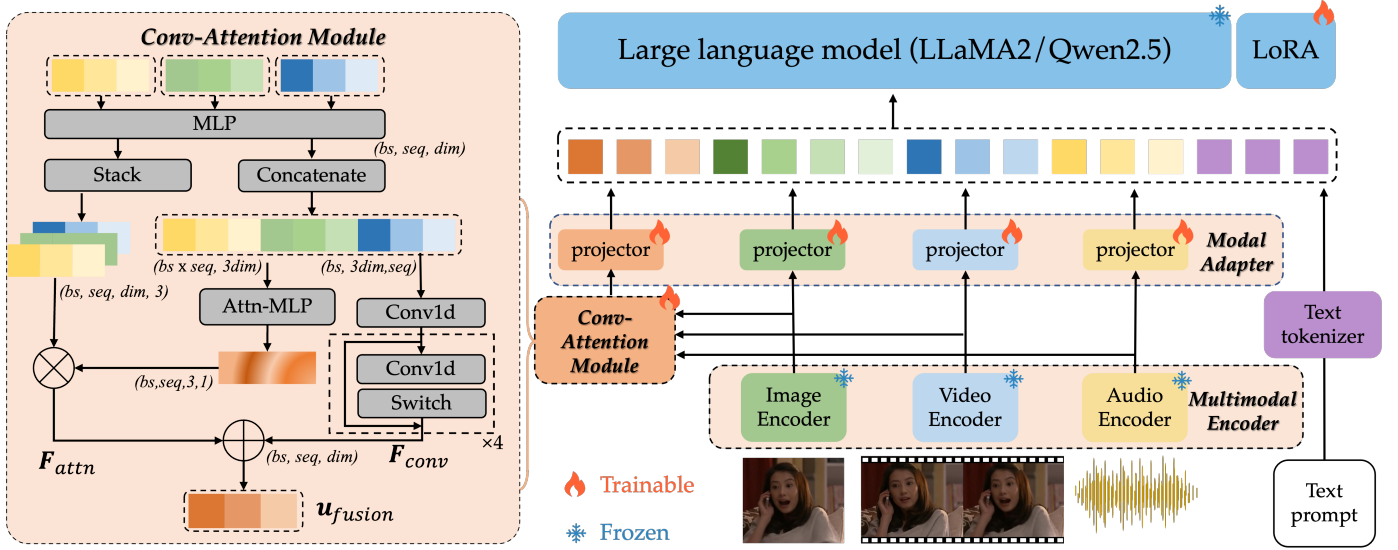 Conv-Attention Module
MLP
(bs, seq, dim)
Stack
Concatenate
(bs, seq, dim, 3)
(bs x seq, 3dim)
(bs, 3dim,seq)
Attn-MLP
Conv1d
Conv1d
Switch
×4
(bs,seq,3,1)
F_attn
F_conv
(bs, seq, dim)
u_fusion
Large language model (LLaMA2/Qwen2.5)
LoRA
projector
projector
projector
projector
Modal
Adapter
Conv-
Attention
Module
Text
tokenizer
Image
Encoder
Video
Encoder
Audio
Encoder
Multimodal
Encoder
Trainable
Frozen
Text
prompt